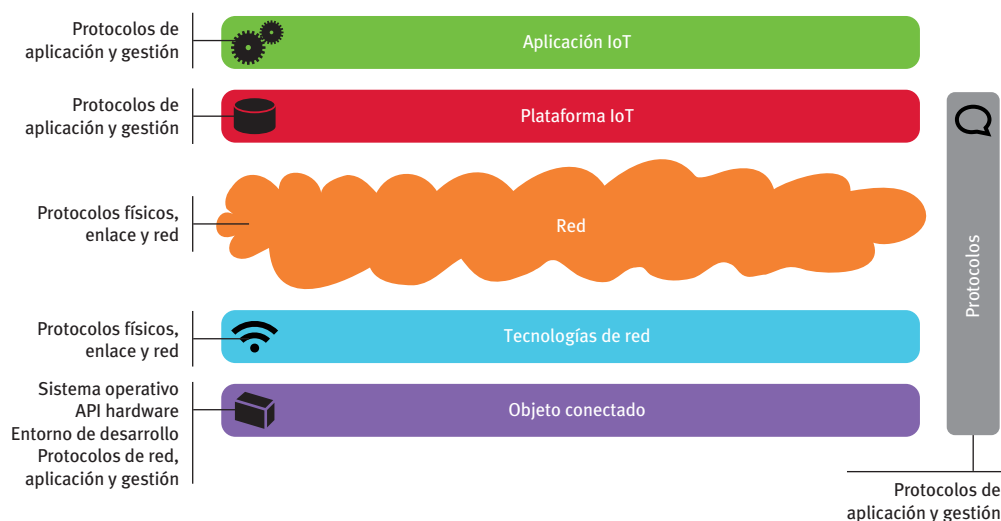 Protocolos de
aplicación y gestión
Aplicación IoT
Protocolos de
aplicación y gestión
Plataforma IoT
Protocolos físicos,
enlace y red
Red
Protocolos
Protocolos físicos,
enlace y red
Tecnologías de red
Sistema operativo
API hardware
Entorno de desarrollo
Protocolos de red,
aplicación y gestión
Objeto conectado
Protocolos de
aplicación y gestión